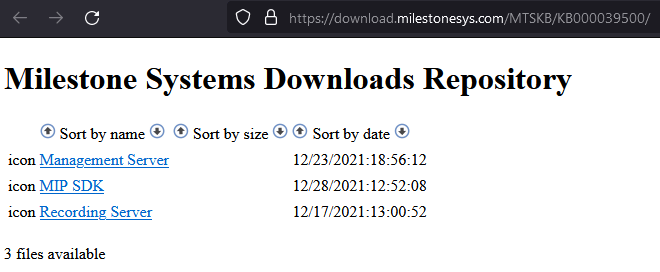 https://download.milestonesys.com/MTSKB/KB000039500/
Milestone Systems Downloads Repository
Sort by name Sort by size Sort by date
icon Management Server 12/23/2021:18:56:12
icon MIP SDK 12/28/2021:12:52:08
icon Recording Server 12/17/2021:13:00:52
3 files available